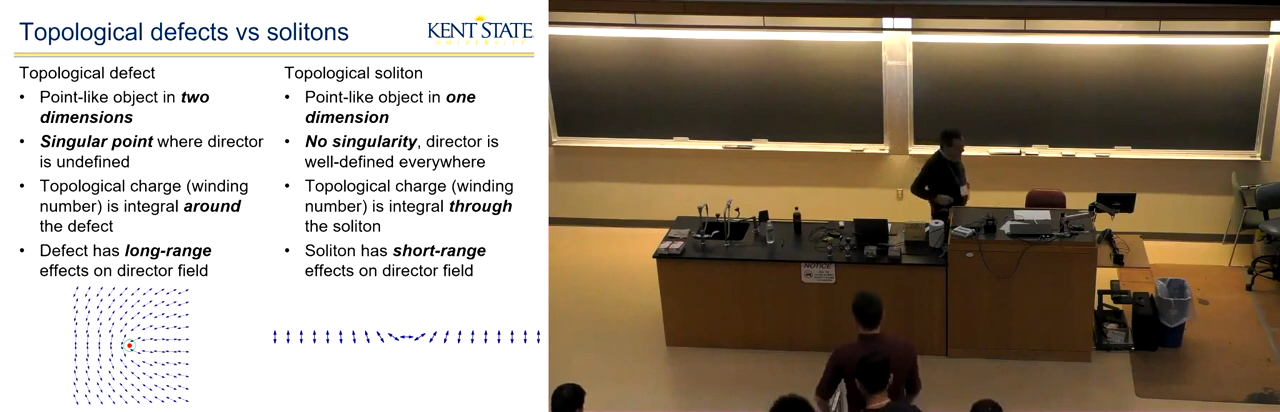 Topological defects vs solitons
KENT STATE
UNIVERSITY
Topological defect
• Point-like object in two
dimensions
• Singular point where director
is undefined
• Topological charge (winding
number) is integral around
the defect
• Defect has long-range
effects on director field
Topological soliton
• Point-like object in one
dimension
• No singularity, director is
well-defined everywhere
• Topological charge (winding
number) is integral through
the soliton
• Soliton has short-range
effects on director field
NOTICE